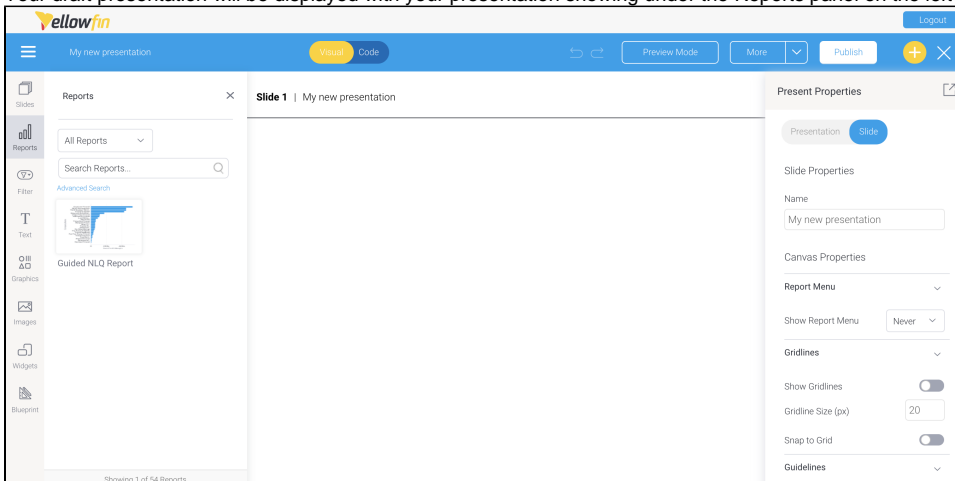 Your draft presentation will be displayed with your presentation showing under the Reports panel on the left
Yellowfin
Logout
My new presentation
Visual Code
Preview Mode
More
Publish
Slides
Reports
Filter
Text
Graphics
Images
Widgets
Blueprint
Reports
All Reports
Search Reports...
Advanced Search
Guided NLQ Report
Showing 1 of 54 Reports
Slide 1 | My new presentation
Present Properties
Presentation Slide
Slide Properties
Name
My new presentation
Canvas Properties
Report Menu
Show Report Menu Never
Gridlines
Show Gridlines
Gridline Size (px) 20
Snap to Grid
Guidelines